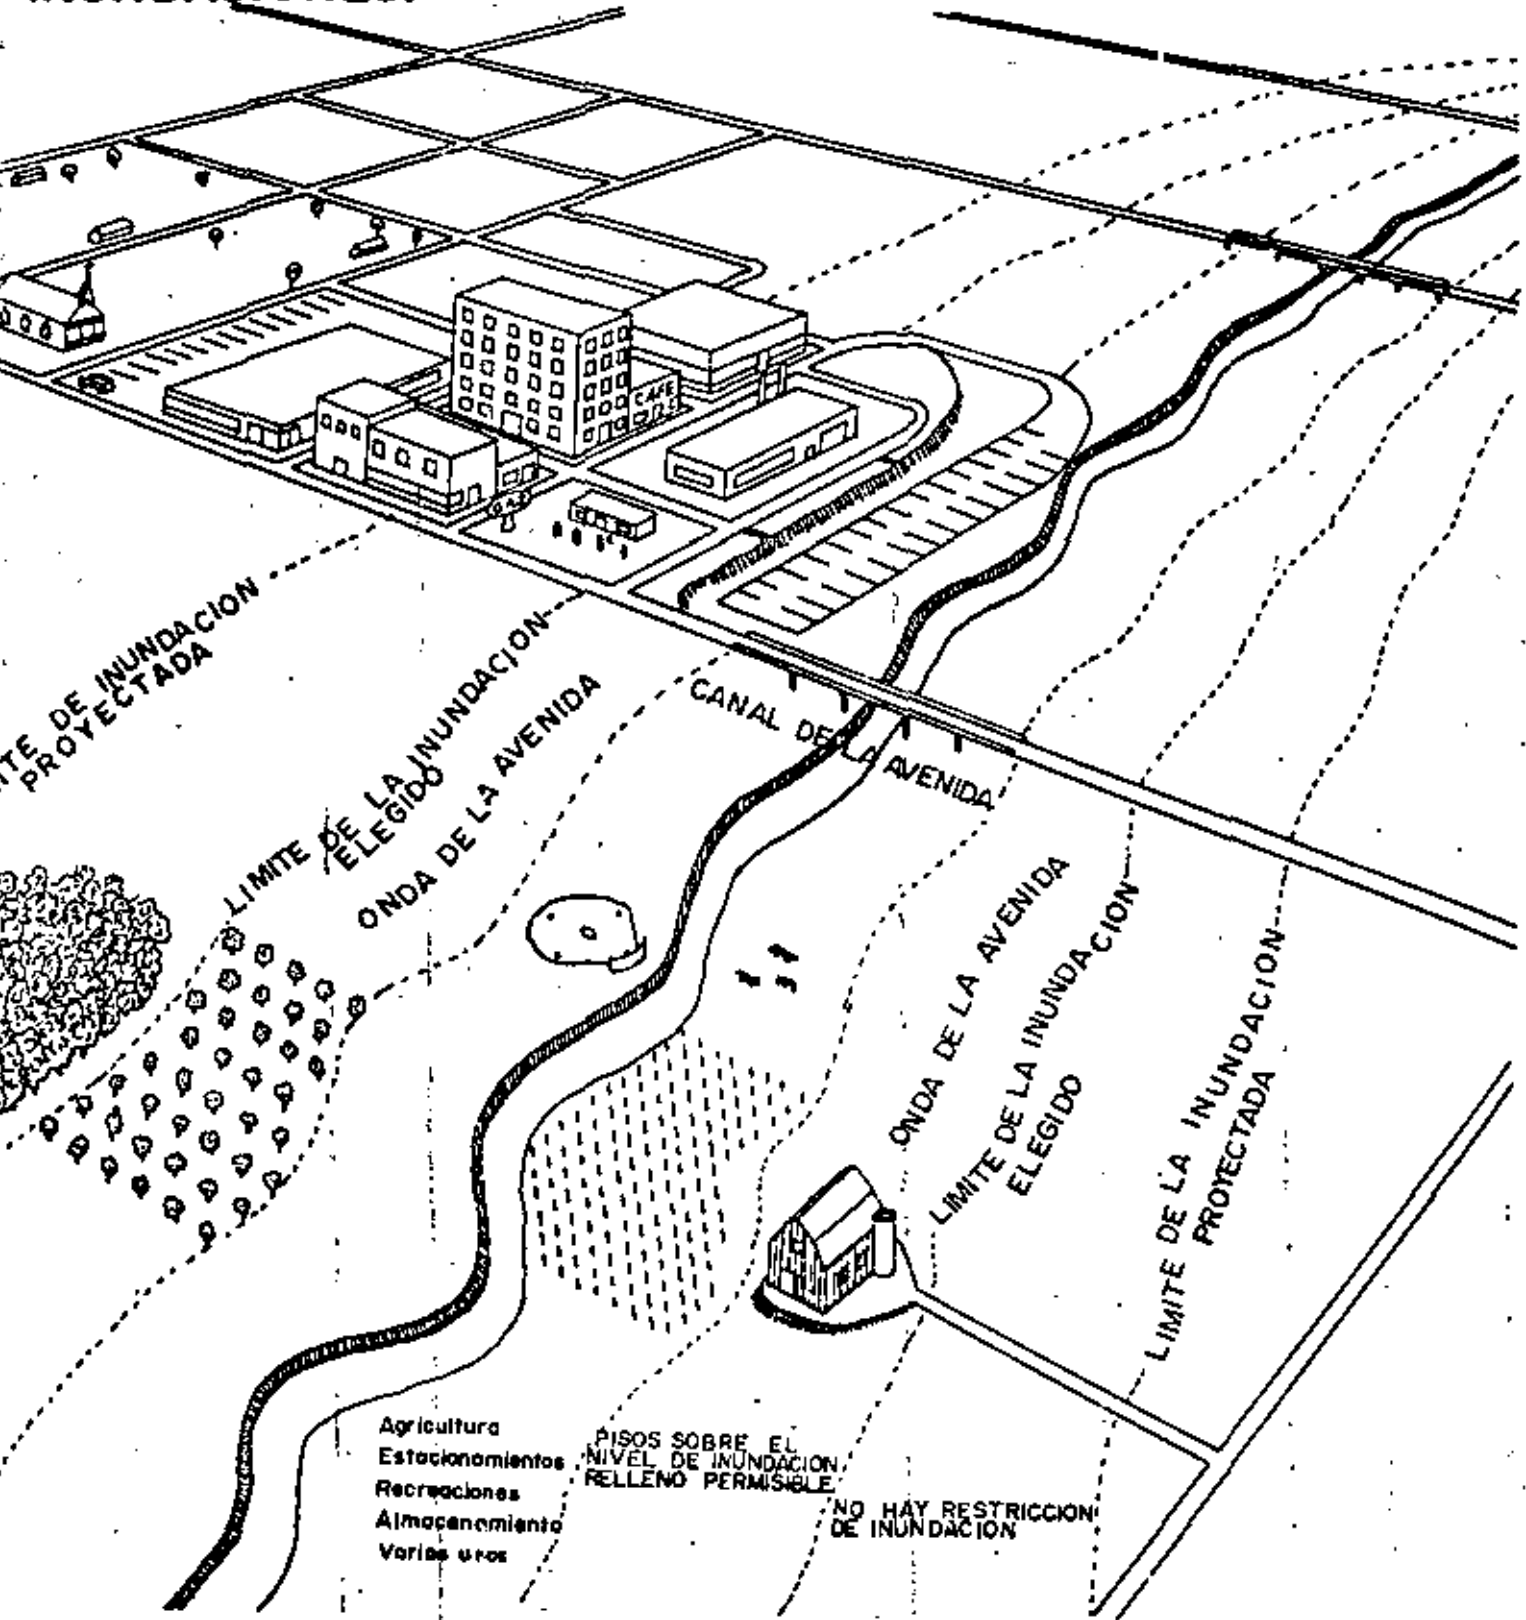 CAFE
DE INUNDACION
PROYECTADA
LIMITE DE LA INUNDACION
ELEGIDO
ONDA DE LA AVENIDA
CANAL DE LA AVENIDA
ONDA DE LA AVENIDA
LIMITE DE LA INUNDACION
ELEGIDO
LIMITE DE LA INUNDACION
PROYECTADA
Agricultura
Estacionamientos
Recreaciones
Almacenamiento
Varios usos
PISOS SOBRE EL
NIVEL DE INUNDACION
RELLENO PERMISIBLE
NO HAY RESTRICCION
DE INUNDACION